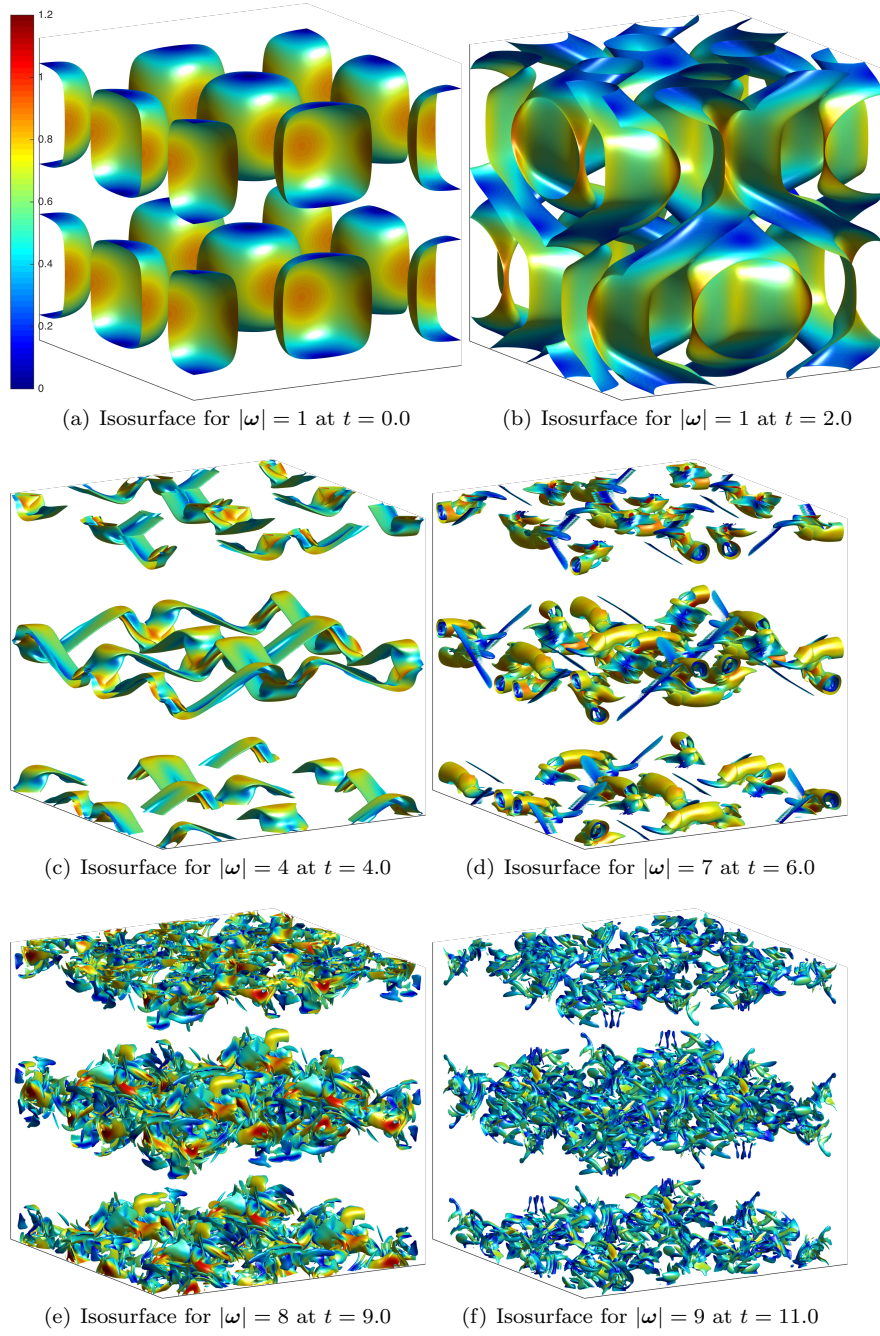 1.2
1
0.8
0.6
0.4
0.2
0
(a) Isosurface for |ω| = 1 at t = 0.0
(b) Isosurface for |ω| = 1 at t = 2.0
(c) Isosurface for |ω| = 4 at t = 4.0
(d) Isosurface for |ω| = 7 at t = 6.0
(e) Isosurface for |ω| = 8 at t = 9.0
(f) Isosurface for |ω| = 9 at t = 11.0